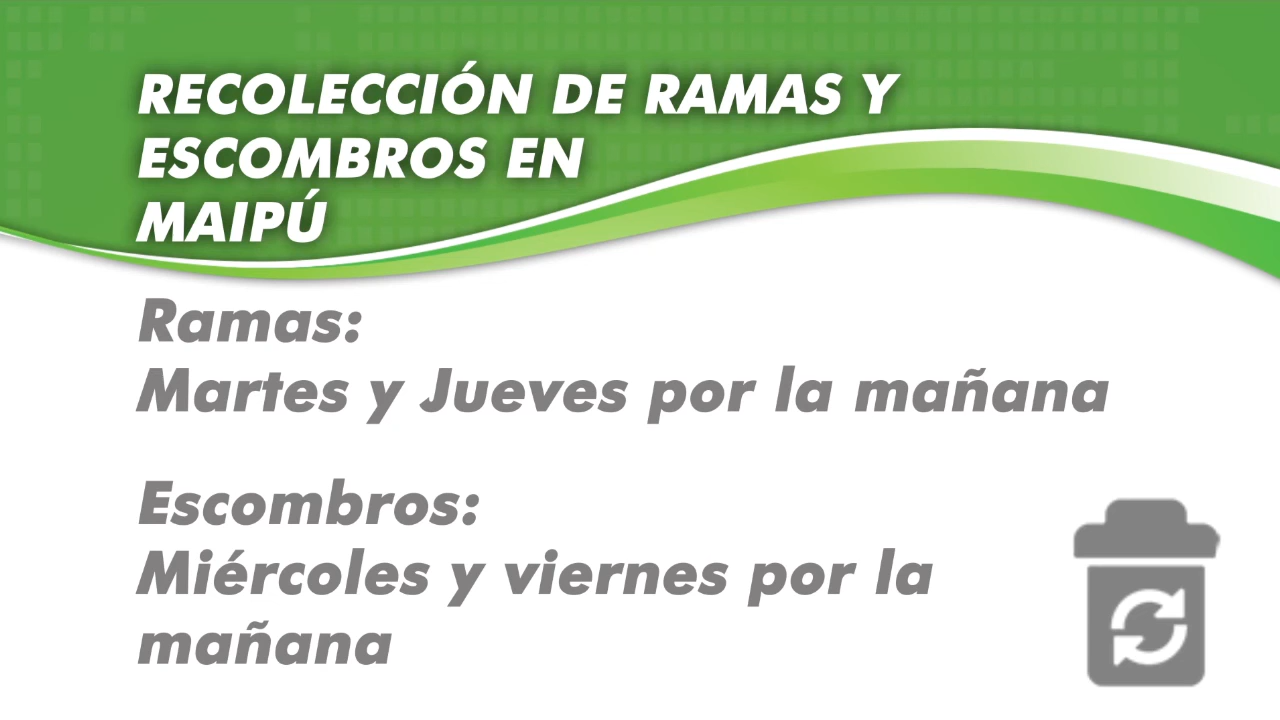 RECOLECCIÓN DE RAMAS Y
ESCOMBROS EN
MAIPÚ
Ramas:
Martes y Jueves por la mañana
Escombros:
Miércoles y viernes por la
mañana